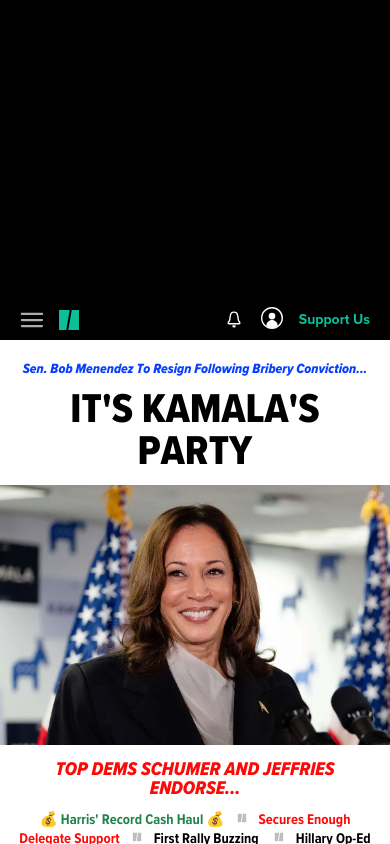 Support Us
Sen. Bob Menendez To Resign Following Bribery Conviction...
IT'S KAMALA'S
PARTY
TOP DEMS SCHUMER AND JEFFRIES
ENDORSE...
💰 Harris' Record Cash Haul 💰 Secures Enough
Delegate Support First Rally Buzzing Hillary Op-Ed